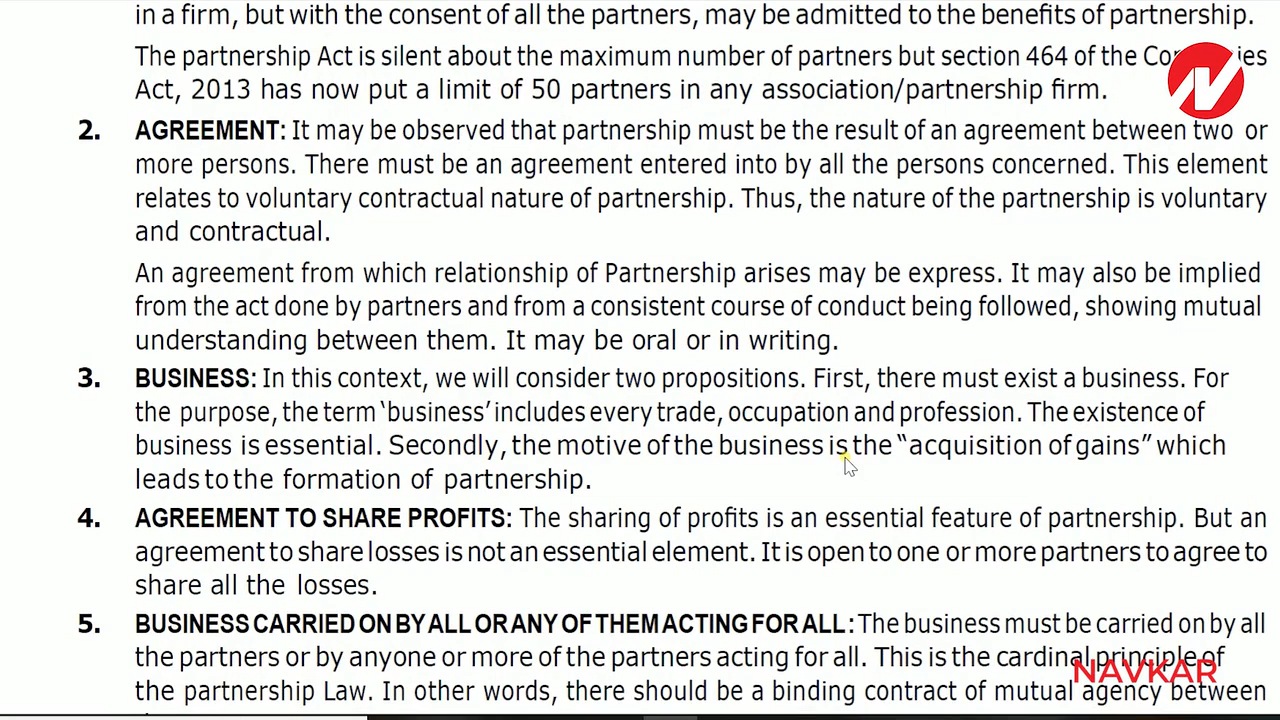 in a firm, but with the consent of all the partners, may be admitted to the benefits of partnership.
The partnership Act is silent about the maximum number of partners but section 464 of the Co ies
Act, 2013 has now put a limit of 50 partners in any association/partnership firm.
2. AGREEMENT: It may be observed that partnership must be the result of an agreement between two or
more persons. There must be an agreement entered into by all the persons concerned. This element
relates to voluntary contractual nature of partnership. Thus, the nature of the partnership is voluntary
and contractual.
An agreement from which relationship of Partnership arises may be express. It may also be implied
from the act done by partners and from a consistent course of conduct being followed, showing mutual
understanding between them. It may be oral or in writing.
3. BUSINESS: In this context, we will consider two propositions. First, there must exist a business. For
the purpose, the term ‘business’ includes every trade, occupation and profession. The existence of
business is essential. Secondly, the motive of the business is the “acquisition of gains” which
leads to the formation of partnership.
4. AGREEMENT TO SHARE PROFITS: The sharing of profits is an essential feature of partnership. But an
agreement to share losses is not an essential element. It is open to one or more partners to agree to
share all the losses.
5. BUSINESS CARRIED ON BY ALL OR ANY OF THEM ACTING FOR ALL: The business must be carried on by all
the partners or by anyone or more of the partners acting for all. This is the cardinal principle of
NAVKAR
the partnership Law. In other words, there should be a binding contract of mutual agency between